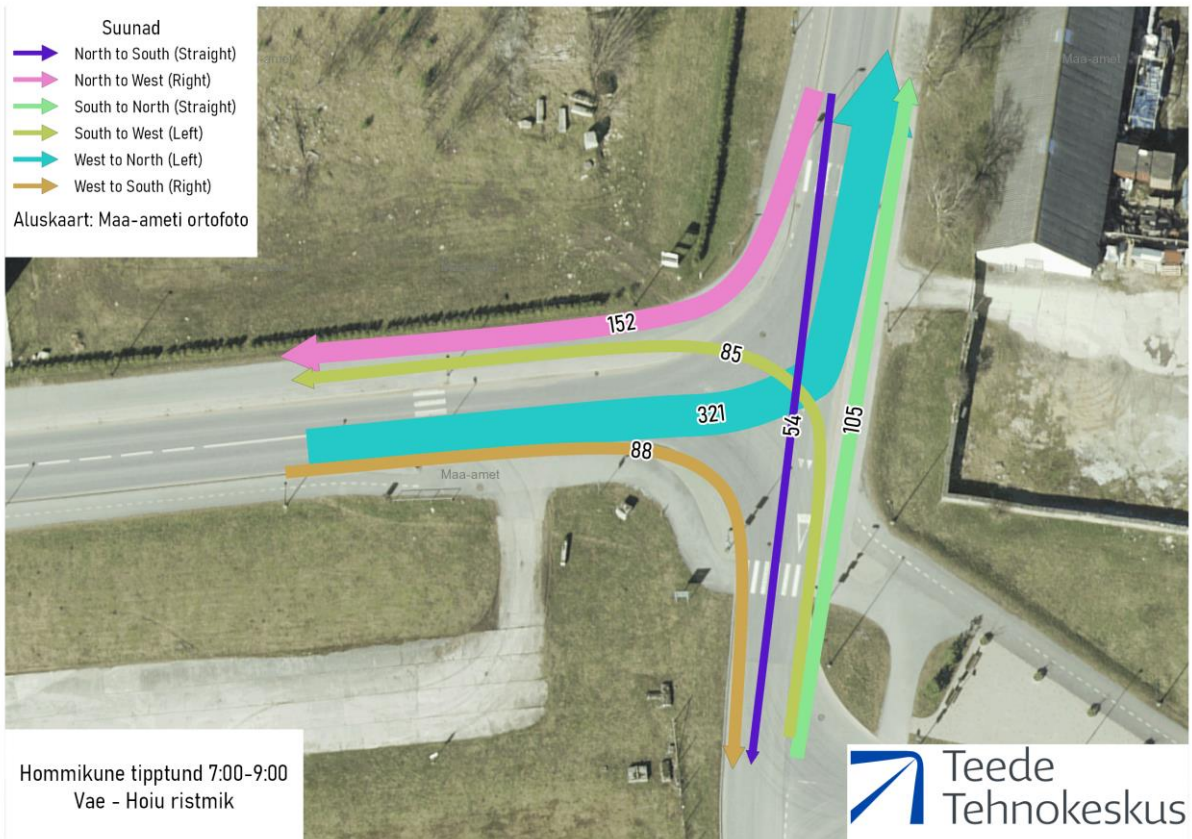 Suunad
North to South (Straight)
North to West (Right)
South to North (Straight)
South to West (Left)
West to North (Left)
West to South (Right)
Aluskaart: Maa-ameti ortofoto
Maa-amet
152
85
321
54
105
88
Maa-amet
Hommikune tipptund 7:00-9:00
Vae - Hoiu ristmik
Teede
Tehnokeskus